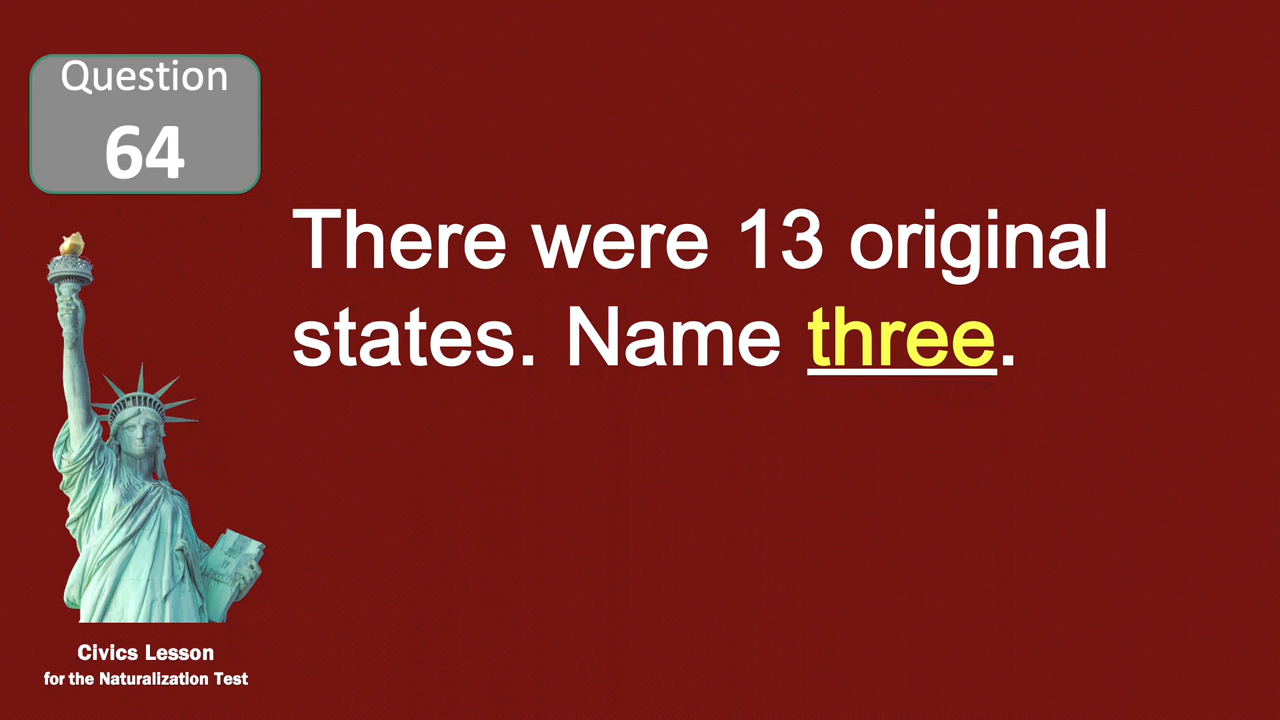 Question
64
There were 13 original
states. Name three.
Civics Lesson
for the Naturalization Test